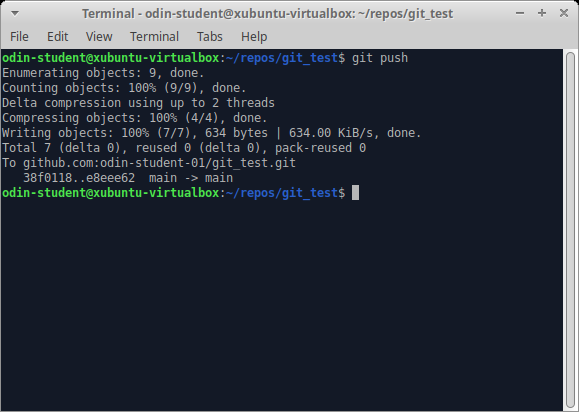 Terminal - odin-student@xubuntu-virtualbox: ~/repos/git_test
File Edit View Terminal Tabs Help
odin-student@xubuntu-virtualbox:~/repos/git_test$ git push
Enumerating objects: 9, done.
Counting objects: 100% (9/9), done.
Delta compression using up to 2 threads
Compressing objects: 100% (4/4), done.
Writing objects: 100% (7/7), 634 bytes | 634.00 KiB/s, done.
Total 7 (delta 0), reused 0 (delta 0), pack-reused 0
To github.com:odin-student-01/git_test.git
   38f0118..e8eee62  main -> main
odin-student@xubuntu-virtualbox:~/repos/git_test$